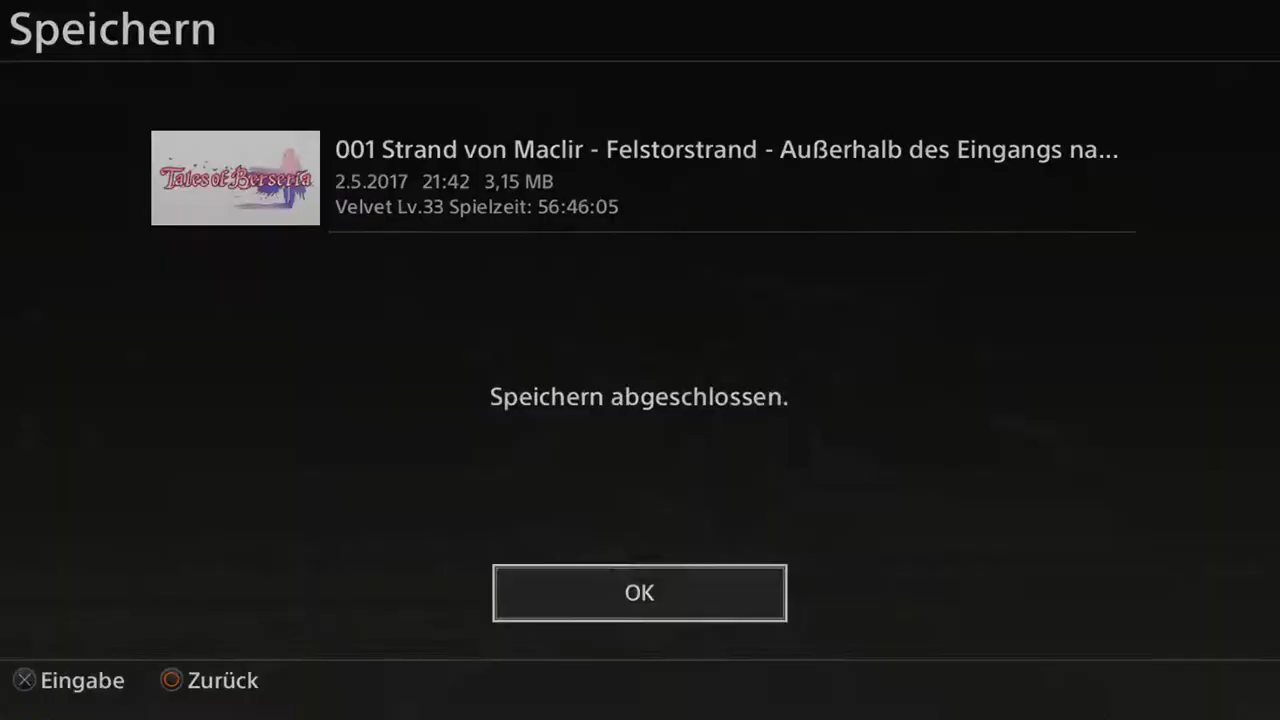 Speichern
Tales of Berseria
001 Strand von Maclir - Felstorstrand - Außerhalb des Eingangs na...
2.5.2017 21:42 3,15 MB
Velvet Lv.33 Spielzeit: 56:46:05
Speichern abgeschlossen.
OK
Eingabe Zurück